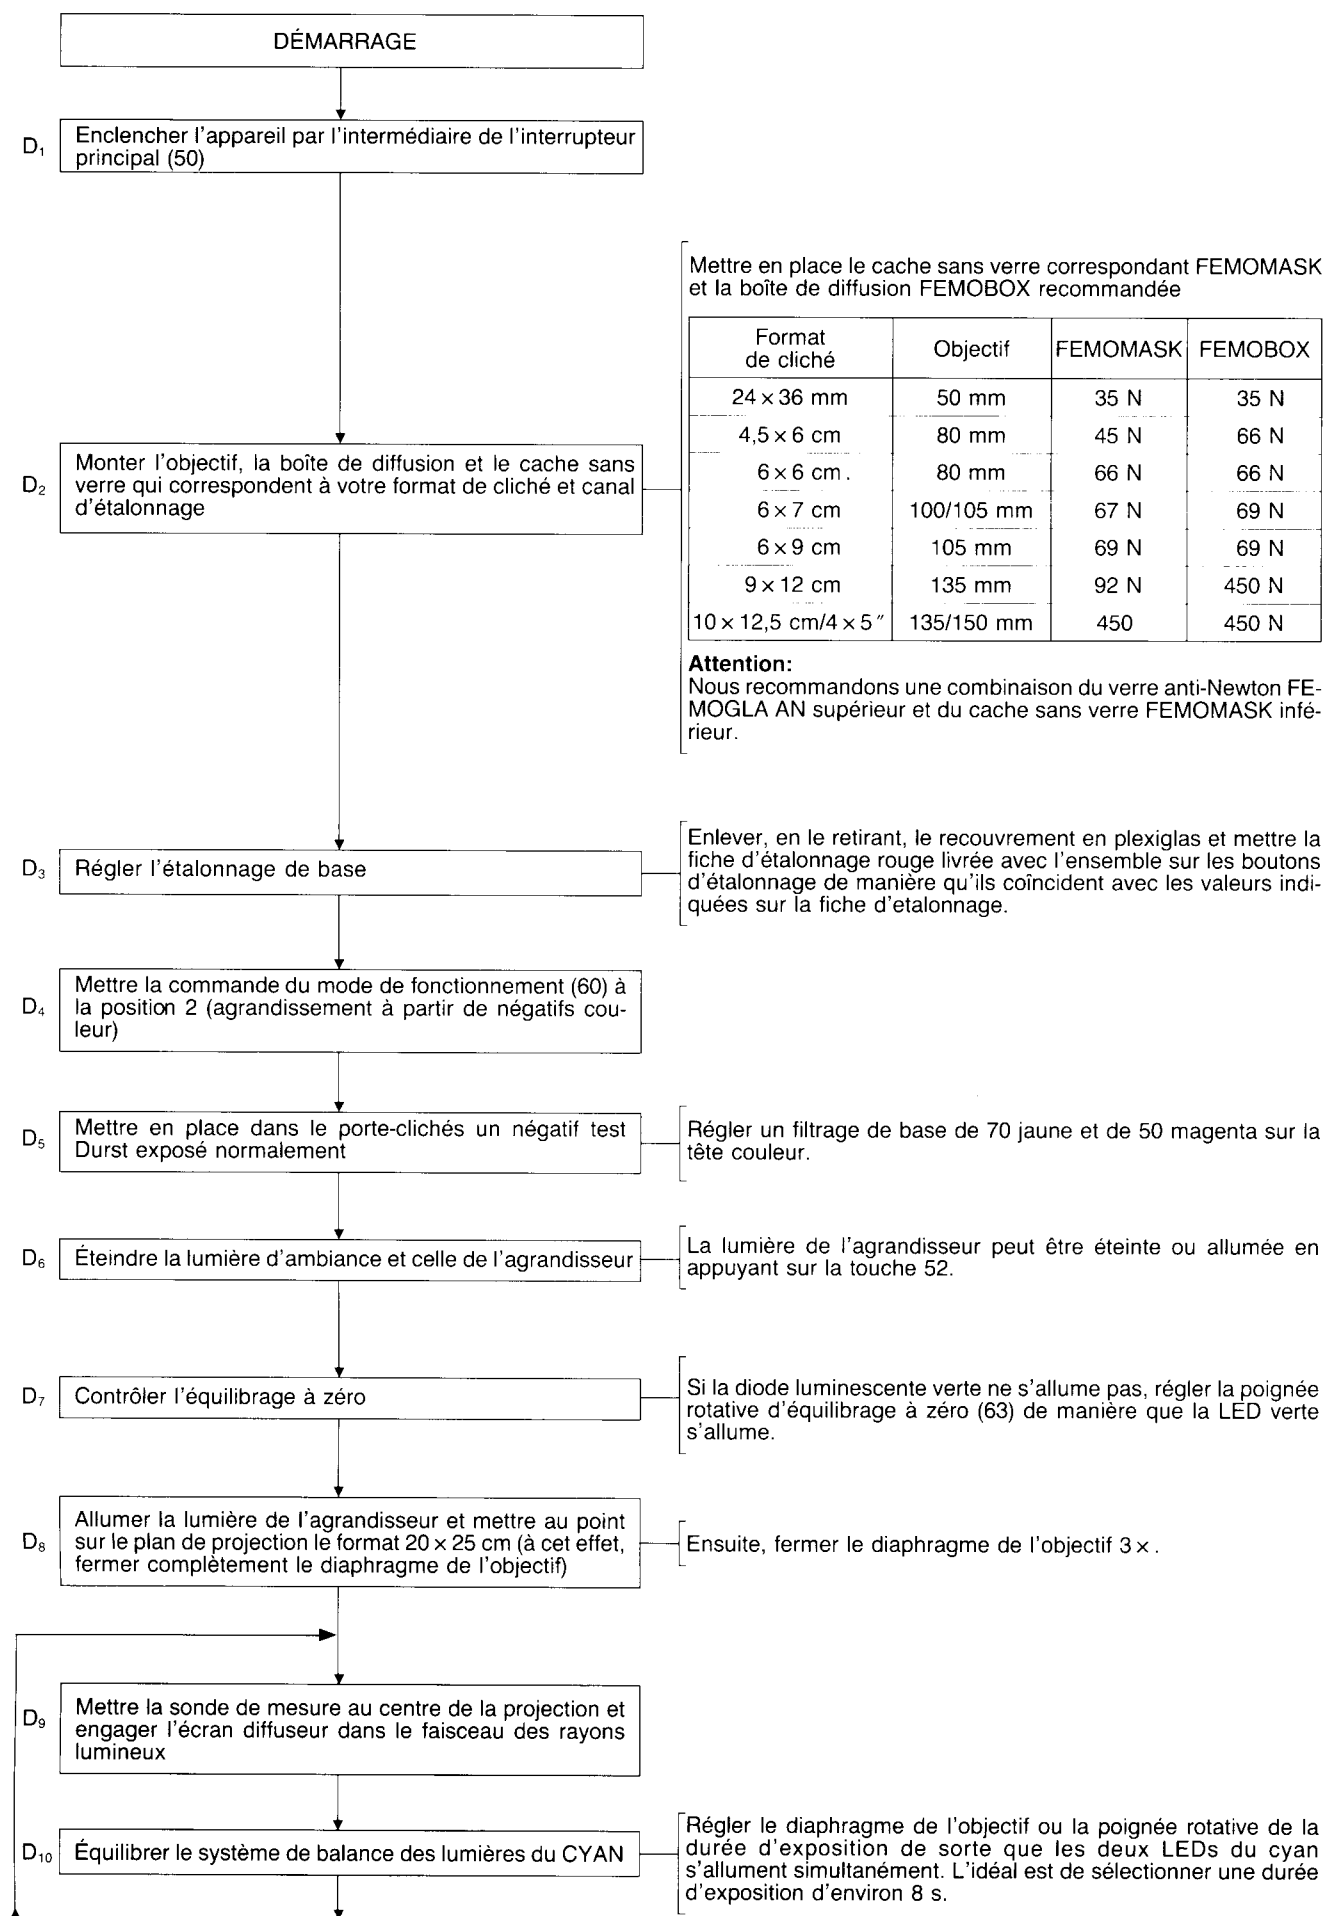 DÉMARRAGE
D₁ Enclencher l'appareil par l'intermédiaire de l'interrupteur
principal (50)
Mettre en place le cache sans verre correspondant FEMOMASK
et la boîte de diffusion FEMOBOX recommandée
Format de cliché Objectif FEMOMASK FEMOBOX
24 × 36 mm 50 mm 35 N 35 N
4,5 × 6 cm 80 mm 45 N 66 N
6 × 6 cm. 80 mm 66 N 66 N
6 × 7 cm 100/105 mm 67 N 69 N
6 × 9 cm 105 mm 69 N 69 N
9 × 12 cm 135 mm 92 N 450 N
10 × 12,5 cm/4 × 5″ 135/150 mm 450 450 N
D₂ Monter l'objectif, la boîte de diffusion et le cache sans
verre qui correspondent à votre format de cliché et canal
d'étalonnage
Attention:
Nous recommandons une combinaison du verre anti-Newton FE-
MOGLA AN supérieur et du cache sans verre FEMOMASK infé-
rieur.
D₃ Régler l'étalonnage de base
Enlever, en le retirant, le recouvrement en plexiglas et mettre la
fiche d'étalonnage rouge livrée avec l'ensemble sur les boutons
d'étalonnage de manière qu'ils coîncident avec les valeurs indi-
quées sur la fiche d'etalonnage.
D₄ Mettre la commande du mode de fonctionnement (60) à
la position 2 (agrandissement à partir de négatifs cou-
leur)
D₅ Mettre en place dans le porte-clichés un négatif test
Durst exposé normalement
Régler un filtrage de base de 70 jaune et de 50 magenta sur la
tête couleur.
D₆ Éteindre la lumière d'ambiance et celle de l'agrandisseur
La lumière de l'agrandisseur peut être éteinte ou allumée en
appuyant sur la touche 52.
D₇ Contrôler l'équilibrage à zéro
Si la diode luminescente verte ne s'allume pas, régler la poignée
rotative d'équilibrage à zéro (63) de manière que la LED verte
s'allume.
D₈ Allumer la lumière de l'agrandisseur et mettre au point
sur le plan de projection le format 20 × 25 cm (à cet effet,
fermer complètement le diaphragme de l'objectif)
Ensuite, fermer le diaphragme de l'objectif 3 ×.
D₉ Mettre la sonde de mesure au centre de la projection et
engager l'écran diffuseur dans le faisceau des rayons
lumineux
D₁₀ Équilibrer le système de balance des lumières du CYAN
Régler le diaphragme de l'objectif ou la poignée rotative de la
durée d'exposition de sorte que les deux LEDs du cyan
s'allument simultanément. L'idéal est de sélectionner une durée
d'exposition d'environ 8 s.